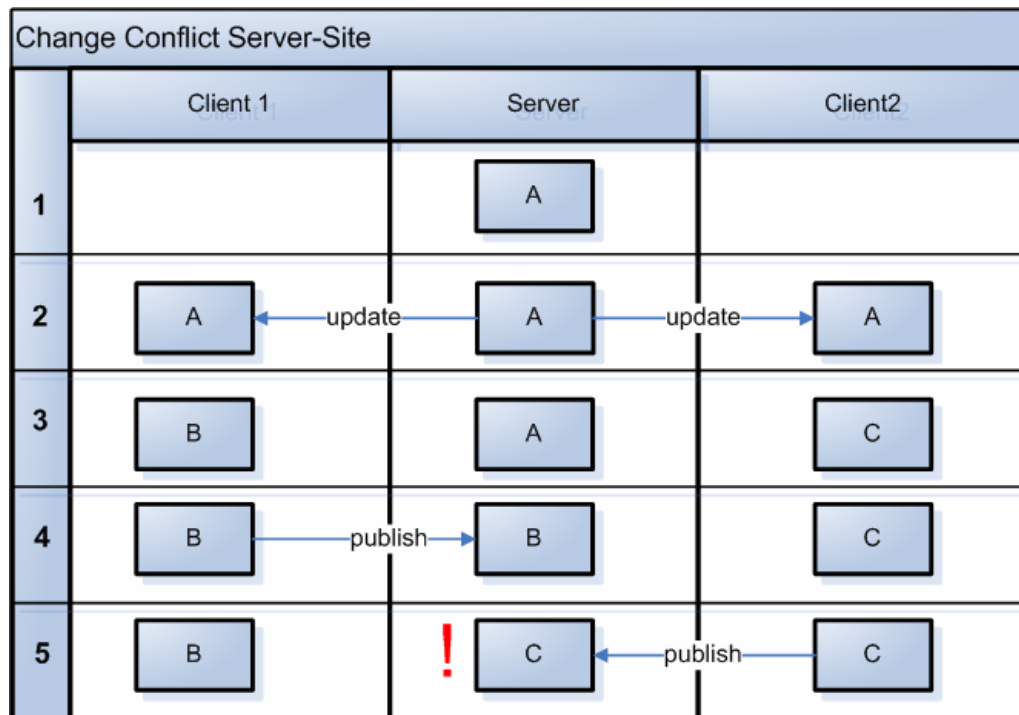 Change Conflict Server-Site
Client 1 Server Client2
1 A
2 A update A update A
3 B A C
4 B publish B C
5 B ! C publish C